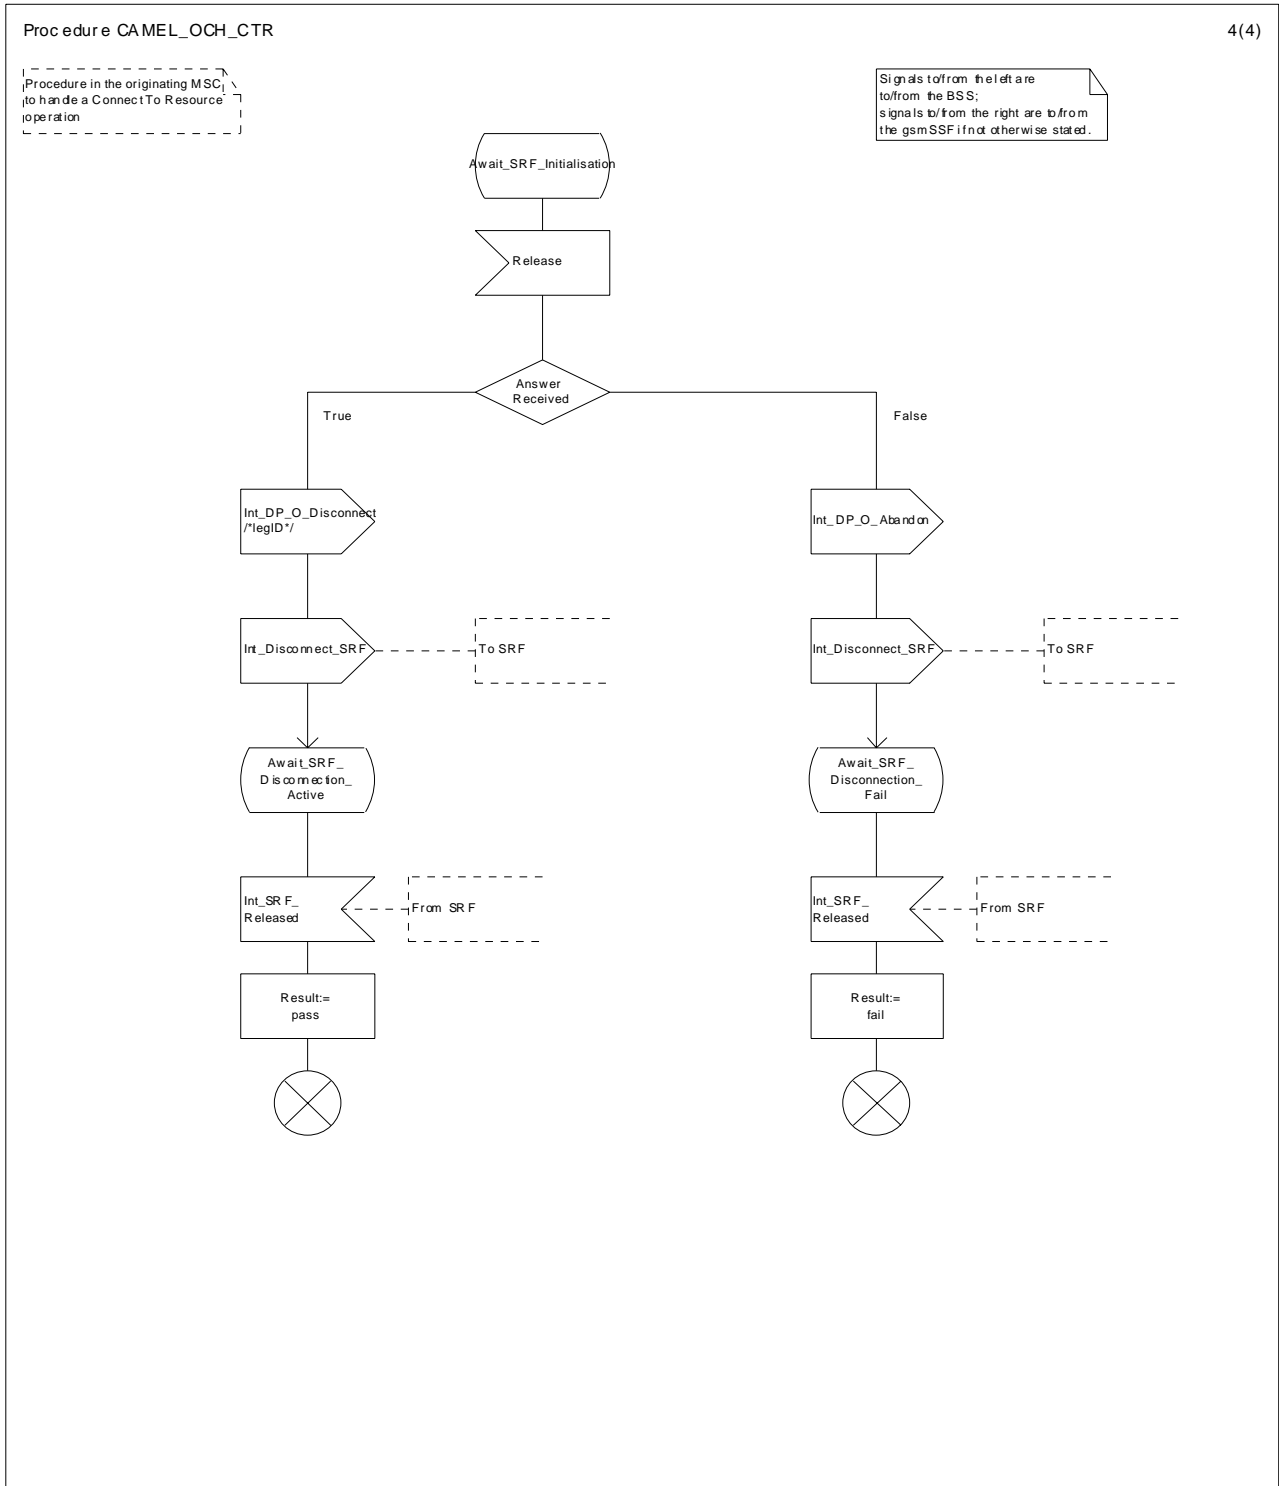 Procedure CAMEL_OCH_CTR
4(4)
Procedure in the originating MSC
to handle a Connect To Resource
operation
Signals to/from the left are
to/from the BSS;
signals to/from the right are to/from
the gsmSSF if not otherwise stated.
Await_SRF_Initialisation
Release
Answer
Received
True
False
Int_DP_O_Disconnect
/*legID*/
Int_DP_O_Abandon
Int_Disconnect_SRF
To SRF
Int_Disconnect_SRF
To SRF
Await_SRF_
Disconnection_
Active
Await_SRF_
Disconnection_
Fail
Int_SRF_
Released
From SRF
Int_SRF_
Released
From SRF
Result:=
pass
Result:=
fail